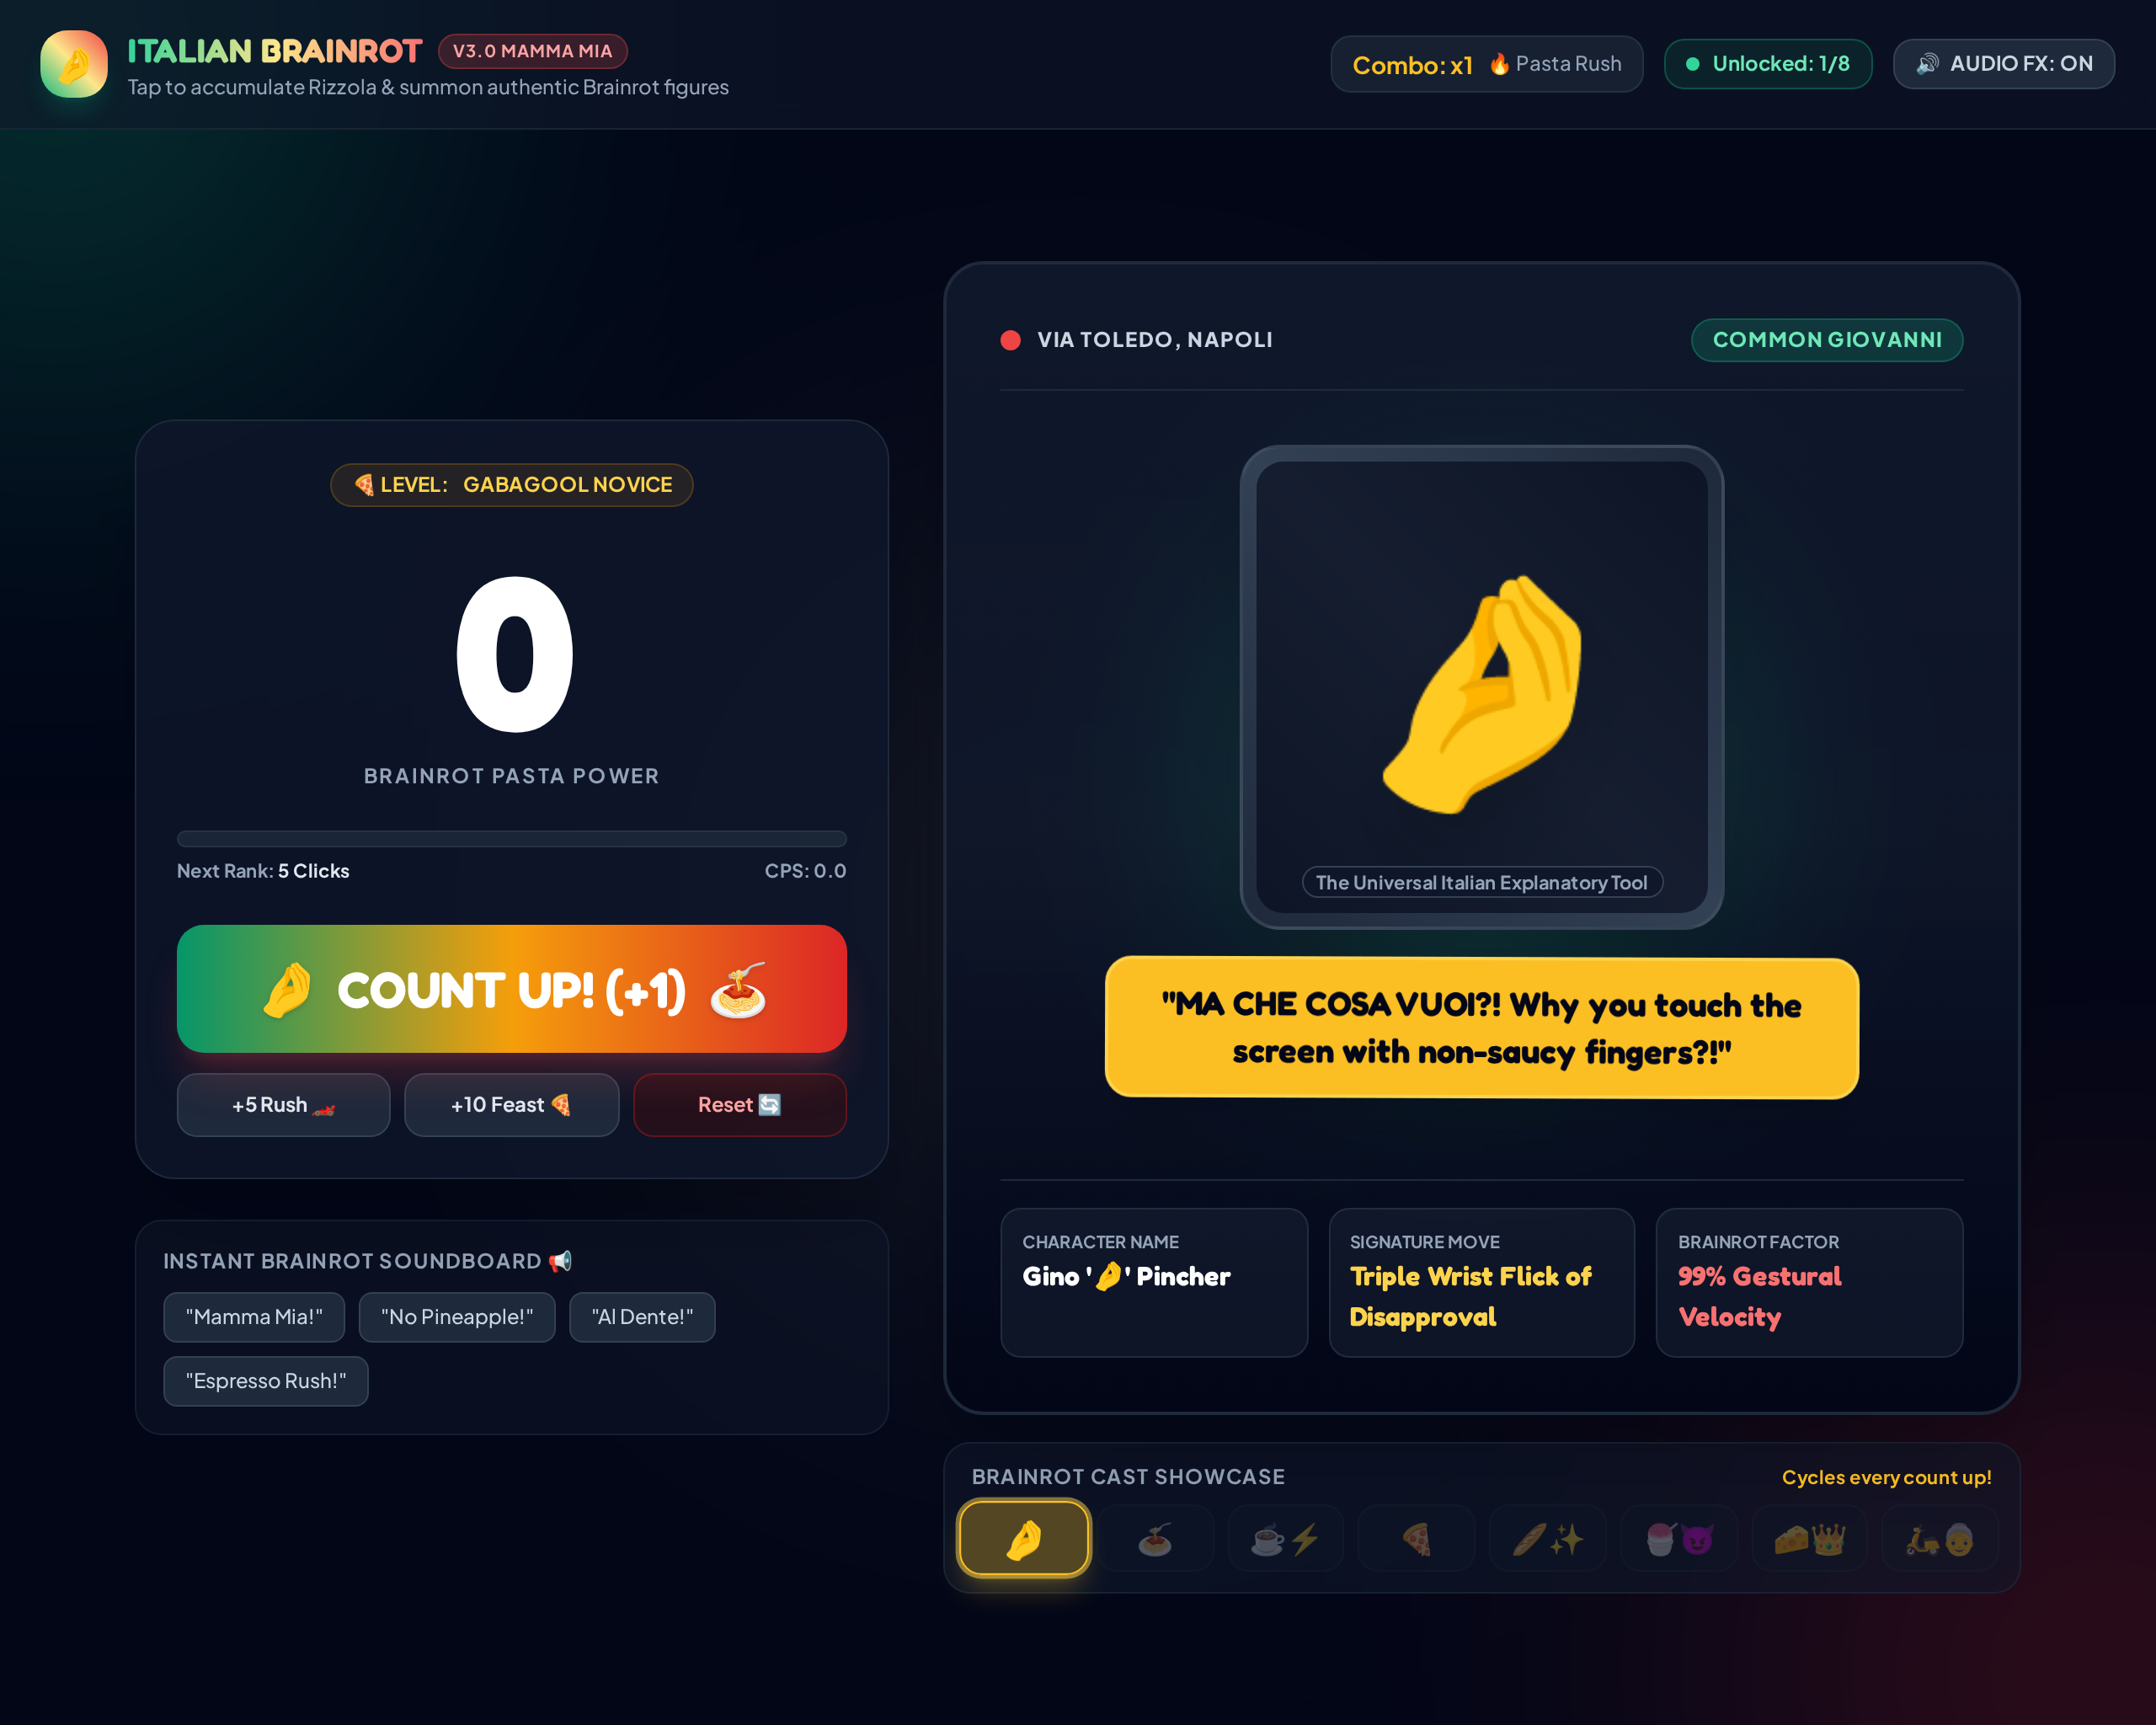 ITALIAN BRAINROT V3.0 MAMMA MIA
Tap to accumulate Rizzola & summon authentic Brainrot figures
Combo: x1 🔥 Pasta Rush
Unlocked: 1/8
🔊 AUDIO FX: ON
🍕 LEVEL: GABAGOOL NOVICE
0
BRAINROT PASTA POWER
Next Rank: 5 Clicks
CPS: 0.0
🤌 COUNT UP! (+1) 🍝
+5 Rush 🏎️
+10 Feast 🍕
Reset 🔄
INSTANT BRAINROT SOUNDBOARD 📢
"Mamma Mia!"
"No Pineapple!"
"Al Dente!"
"Espresso Rush!"
VIA TOLEDO, NAPOLI
COMMON GIOVANNI
The Universal Italian Explanatory Tool
"MA CHE COSA VUOI?! Why you touch the
screen with non-saucy fingers?!"
CHARACTER NAME
Gino '🤌' Pincher
SIGNATURE MOVE
Triple Wrist Flick of
Disapproval
BRAINROT FACTOR
99% Gestural
Velocity
BRAINROT CAST SHOWCASE
Cycles every count up!